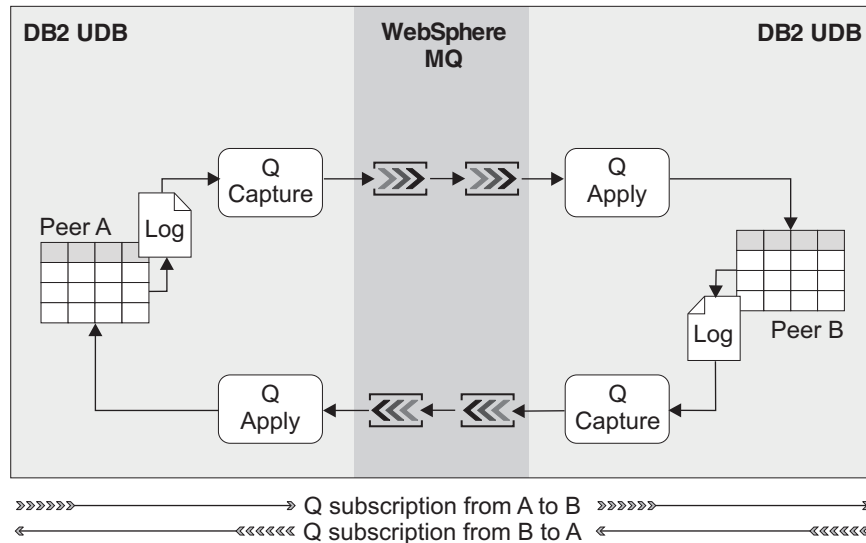 DB2 UDB
WebSphere
MQ
DB2 UDB
Q
Capture
Q
Apply
Peer A
Log
Log
Peer B
Q
Apply
Q
Capture
Q subscription from A to B
Q subscription from B to A